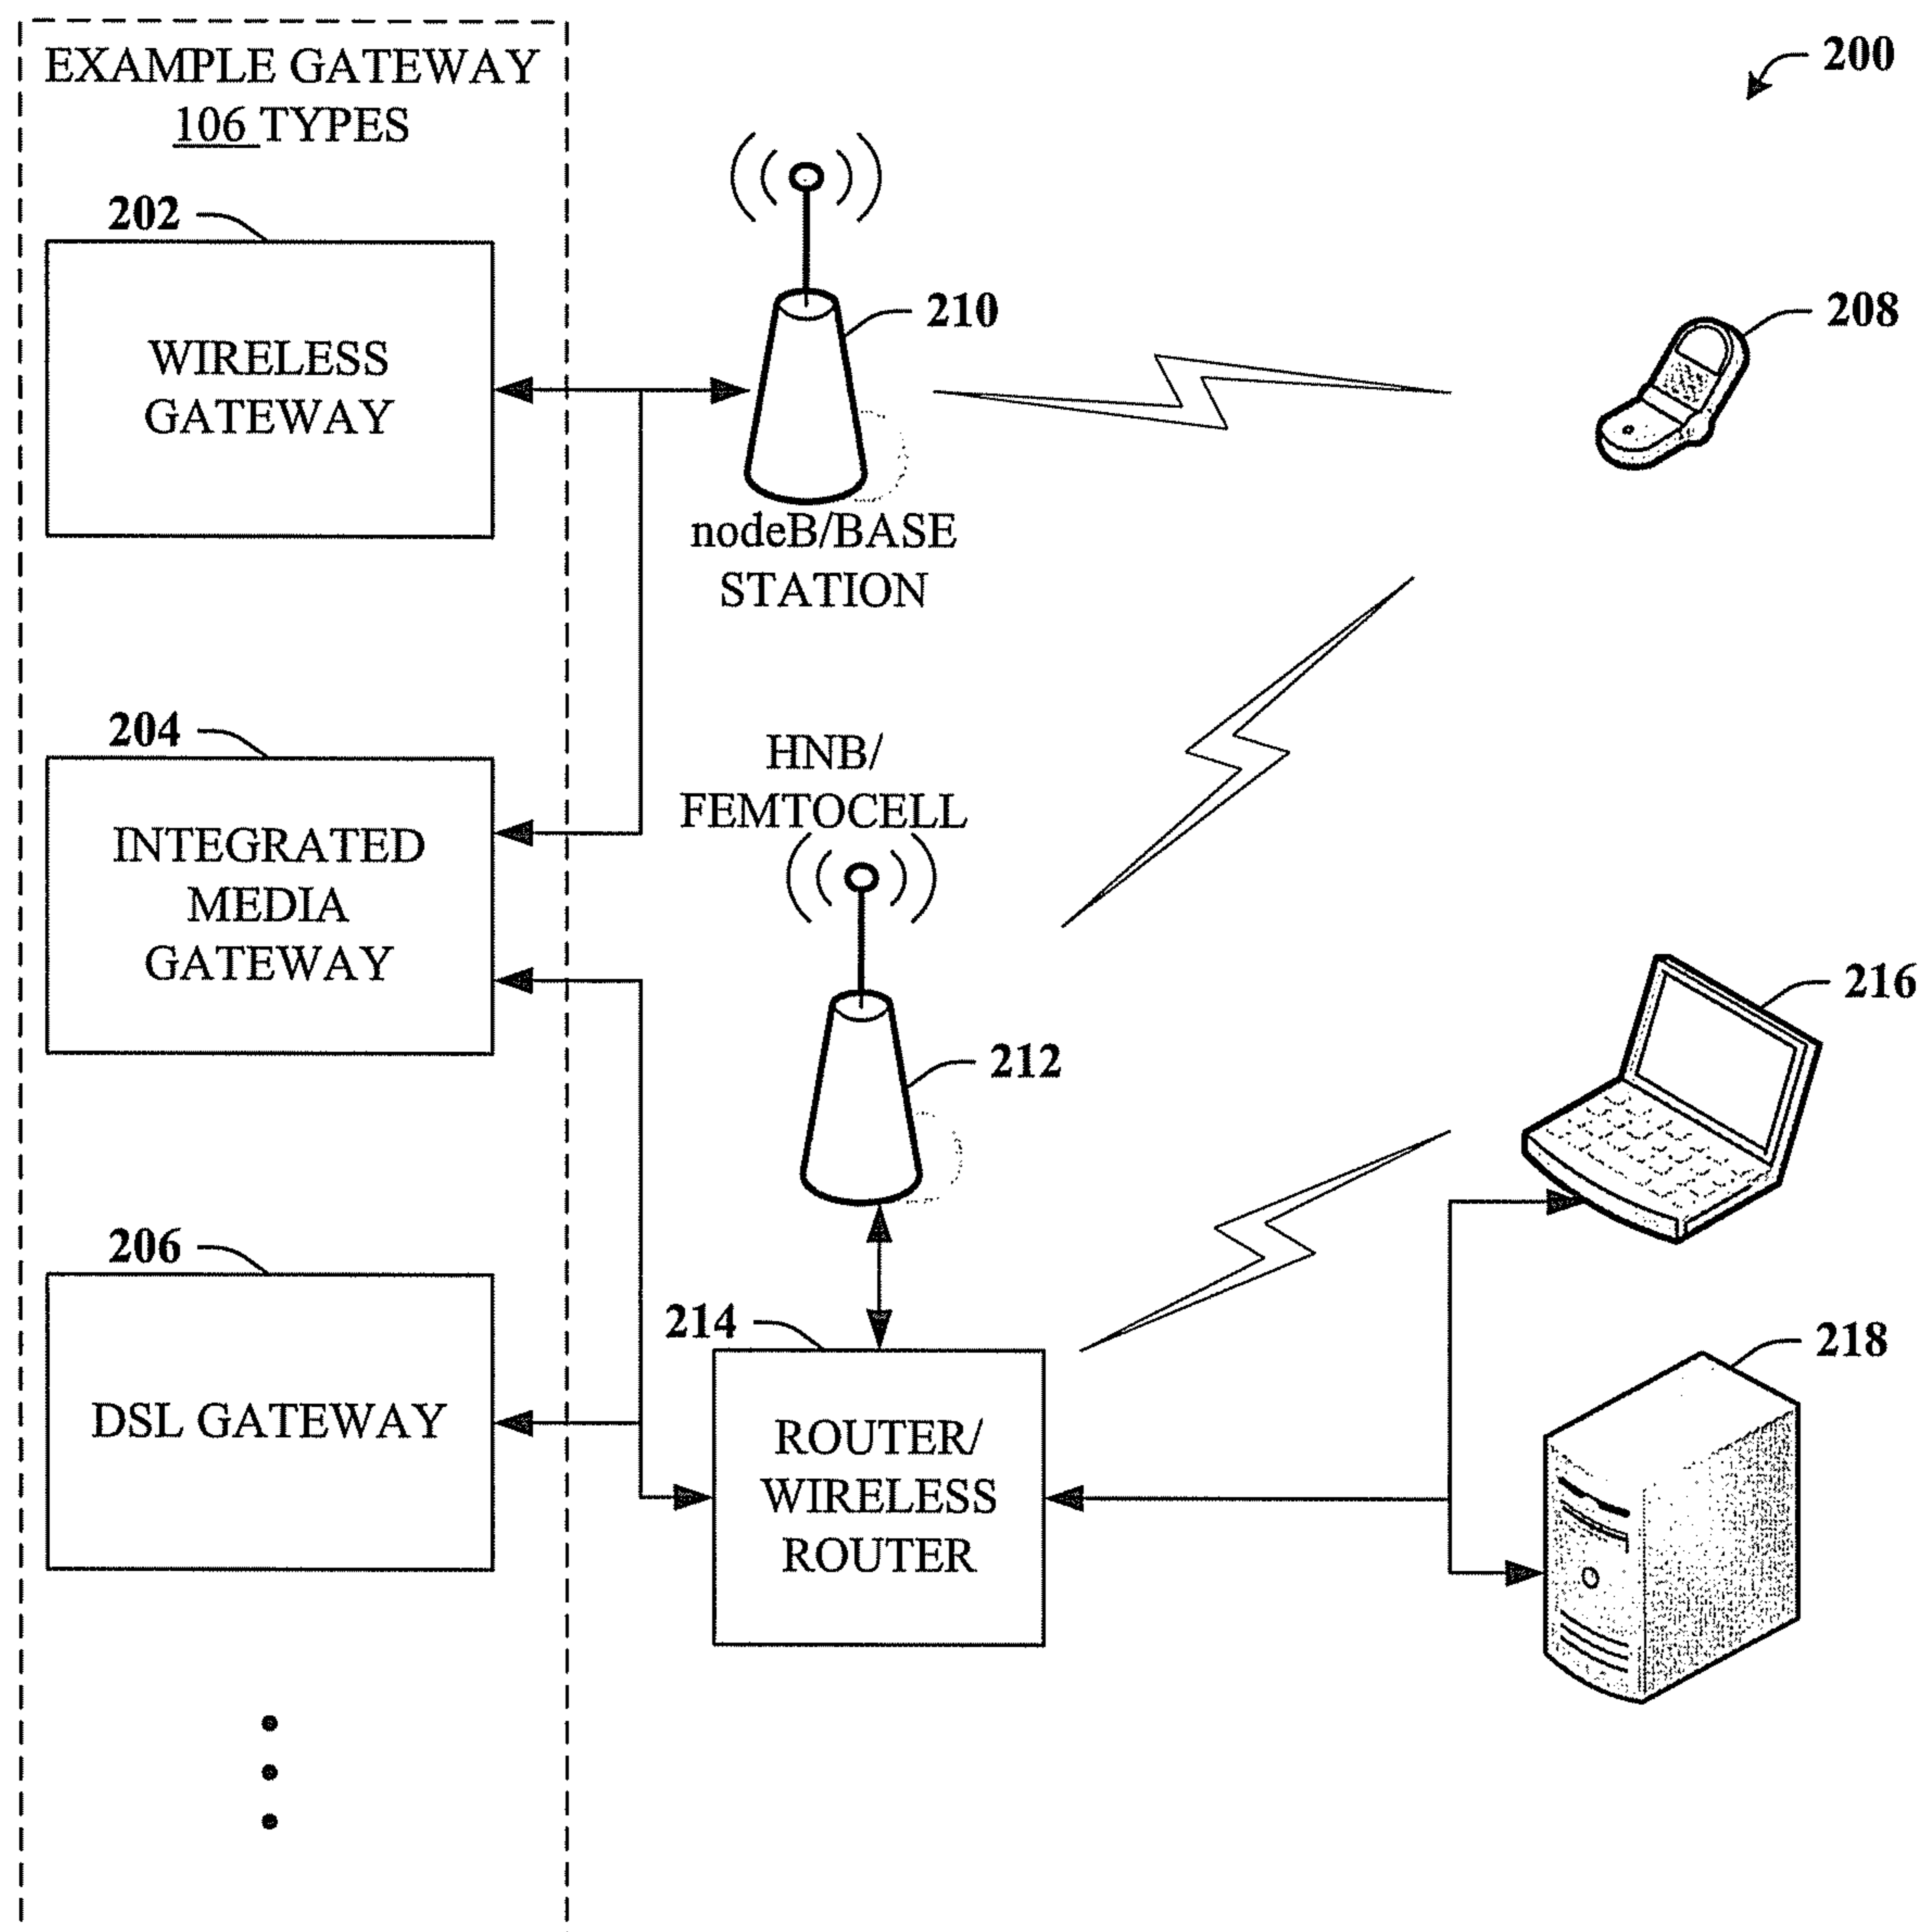 EXAMPLE GATEWAY
106 TYPES
200
202
WIRELESS
GATEWAY
210
nodeB/BASE
STATION
208
204
INTEGRATED
MEDIA
GATEWAY
HNB/
FEMTOCELL
212
216
206
DSL GATEWAY
214
ROUTER/
WIRELESS
ROUTER
218